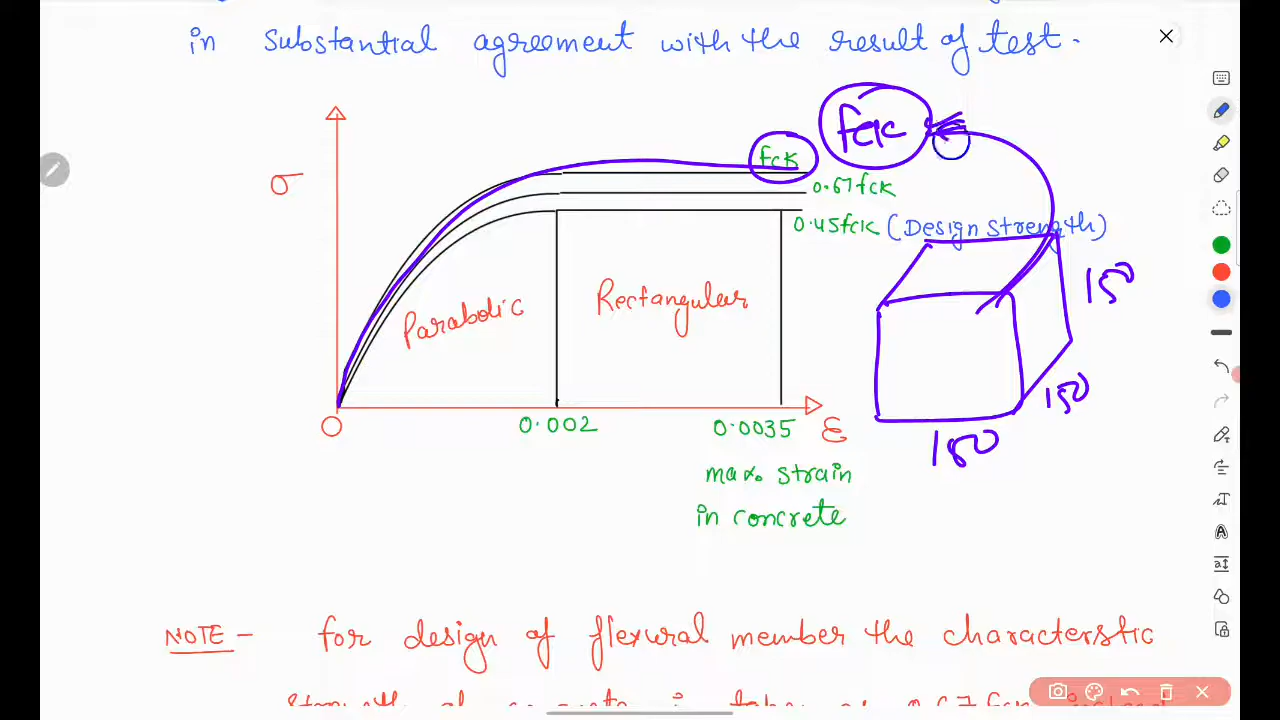 in substantial agreement with the result of test.
fck
fck
σ
0.67fck
0.45fck (Design strength)
150
Parabolic
Rectangular
150
O
0.002
0.0035
ε
150
max. strain
in concrete
NOTE - for design of flexural member the characterstic